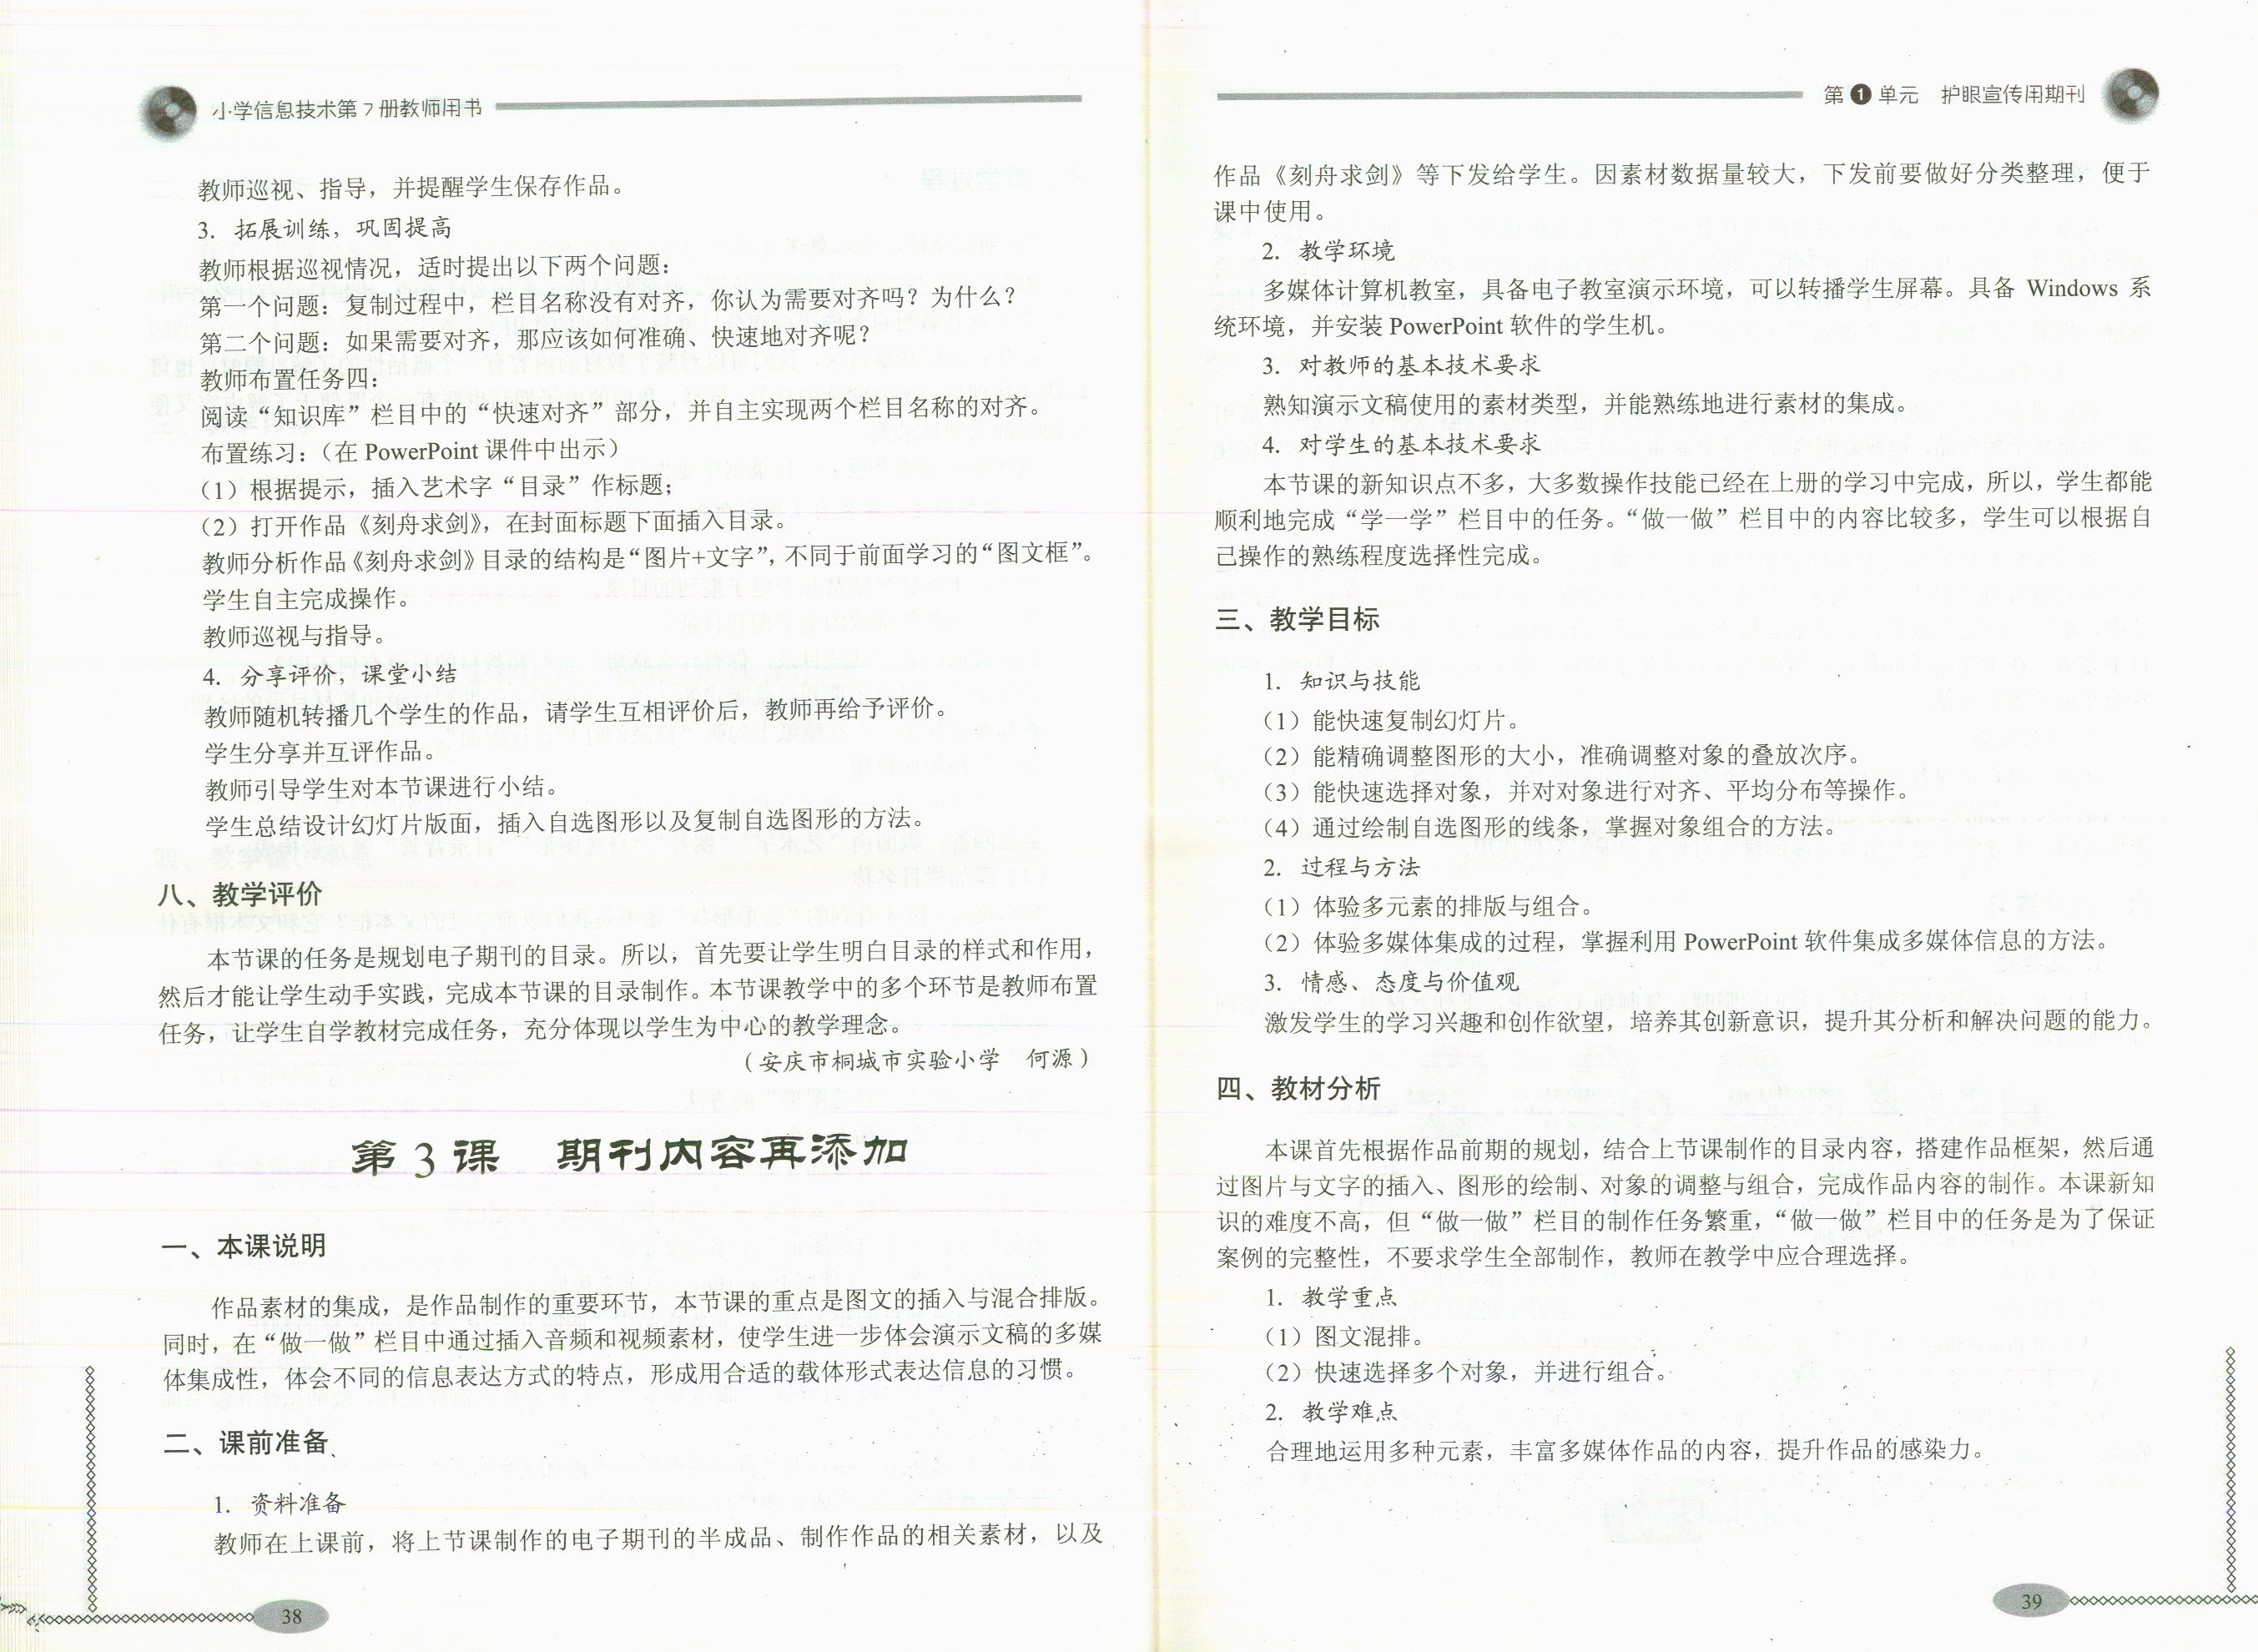 小学信息技术第7册教师用书
教师巡视、指导，并提醒学生保存作品。
3. 拓展训练，巩固提高
教师根据巡视情况，适时提出以下两个问题：
第一个问题：复制过程中，栏目名称没有对齐，你认为需要对齐吗？为什么？
第二个问题：如果需要对齐，那应该如何准确、快速地对齐呢？
教师布置任务四：
阅读“知识库”栏目中的“快速对齐”部分，并自主实现两个栏目名称的对齐。
布置练习：（在 PowerPoint 课件中出示）
（1）根据提示，插入艺术字“目录”作标题；
（2）打开作品《刻舟求剑》，在封面标题下面插入目录。
教师分析作品《刻舟求剑》目录的结构是“图片+文字”，不同于前面学习的“图文框”。
学生自主完成操作。
教师巡视与指导。
4. 分享评价，课堂小结
教师随机转播几个学生的作品，请学生互相评价后，教师再给予评价。
学生分享并互评作品。
教师引导学生对本节课进行小结。
学生总结设计幻灯片版面，插入自选图形以及复制自选图形的方法。
八、教学评价
本节课的任务是规划电子期刊的目录。所以，首先要让学生明白目录的样式和作用，
然后才能让学生动手实践，完成本节课的目录制作。本节课教学中的多个环节是教师布置
任务，让学生自学教材完成任务，充分体现以学生为中心的教学理念。
（安庆市桐城市实验小学　何源）
第3课　期刊内容再添加
一、本课说明
作品素材的集成，是作品制作的重要环节，本节课的重点是图文的插入与混合排版。
同时，在“做一做”栏目中通过插入音频和视频素材，使学生进一步体会演示文稿的多媒
体集成性，体会不同的信息表达方式的特点，形成用合适的载体形式表达信息的习惯。
二、课前准备
1. 资料准备
教师在上课前，将上节课制作的电子期刊的半成品、制作作品的相关素材，以及
38
第1单元　护眼宣传用期刊
作品《刻舟求剑》等下发给学生。因素材数据量较大，下发前要做好分类整理，便于
课中使用。
2. 教学环境
多媒体计算机教室，具备电子教室演示环境，可以转播学生屏幕。具备 Windows 系
统环境，并安装 PowerPoint 软件的学生机。
3. 对教师的基本技术要求
熟知演示文稿使用的素材类型，并能熟练地进行素材的集成。
4. 对学生的基本技术要求
本节课的新知识点不多，大多数操作技能已经在上册的学习中完成，所以，学生都能
顺利地完成“学一学”栏目中的任务。“做一做”栏目中的内容比较多，学生可以根据自
己操作的熟练程度选择性完成。
三、教学目标
1. 知识与技能
（1）能快速复制幻灯片。
（2）能精确调整图形的大小，准确调整对象的叠放次序。
（3）能快速选择对象，并对对象进行对齐、平均分布等操作。
（4）通过绘制自选图形的线条，掌握对象组合的方法。
2. 过程与方法
（1）体验多元素的排版与组合。
（2）体验多媒体集成的过程，掌握利用 PowerPoint 软件集成多媒体信息的方法。
3. 情感、态度与价值观
激发学生的学习兴趣和创作欲望，培养其创新意识，提升其分析和解决问题的能力。
四、教材分析
本课首先根据作品前期的规划，结合上节课制作的目录内容，搭建作品框架，然后通
过图片与文字的插入、图形的绘制、对象的调整与组合，完成作品内容的制作。本课新知
识的难度不高，但“做一做”栏目的制作任务繁重，“做一做”栏目中的任务是为了保证
案例的完整性，不要求学生全部制作，教师在教学中应合理选择。
1. 教学重点
（1）图文混排。
（2）快速选择多个对象，并进行组合。
2. 教学难点
合理地运用多种元素，丰富多媒体作品的内容，提升作品的感染力。
39